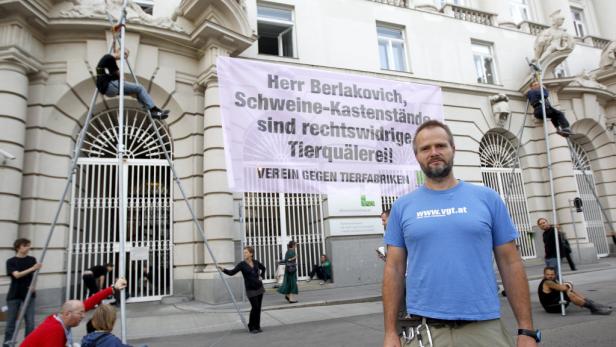 Herr Berlakovich,
Schweine-Kastenstände
sind rechtswidrige
Tierquälerei!
VEREIN GEGEN TIERFABRIKEN
www.vgt.at